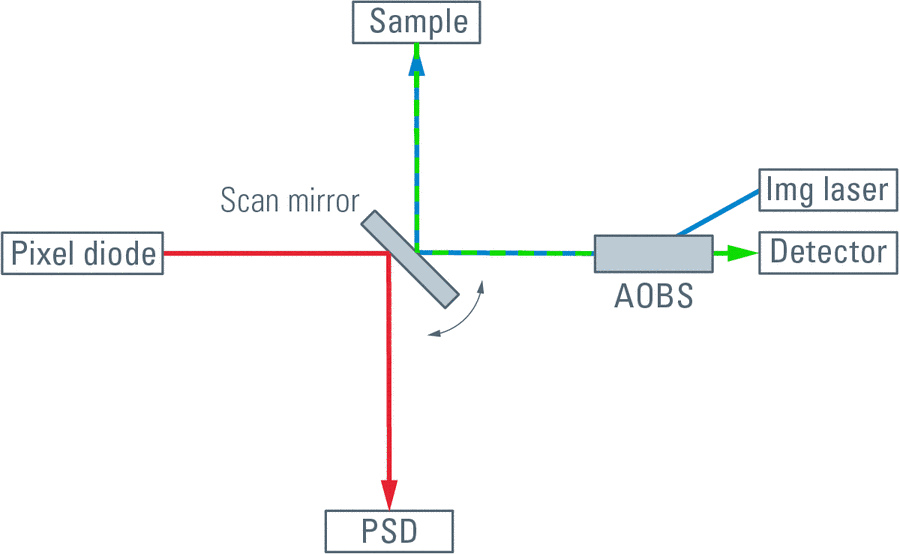 Sample
Img laser
Scan mirror
Pixel diode
Detector
AOBS
PSD